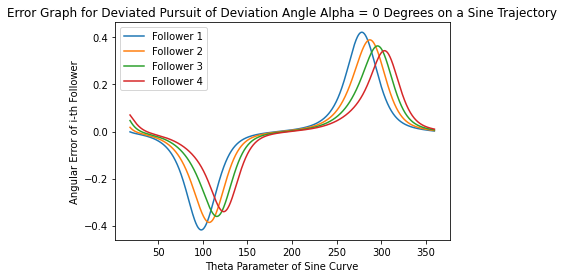 Error Graph for Deviated Pursuit of Deviation Angle Alpha = 0 Degrees on a Sine Trajectory
Follower 1
Follower 2
Follower 3
Follower 4
Angular Error of i-th Follower
0.4
0.2
0.0
−0.2
−0.4
50
100
150
200
250
300
350
Theta Parameter of Sine Curve